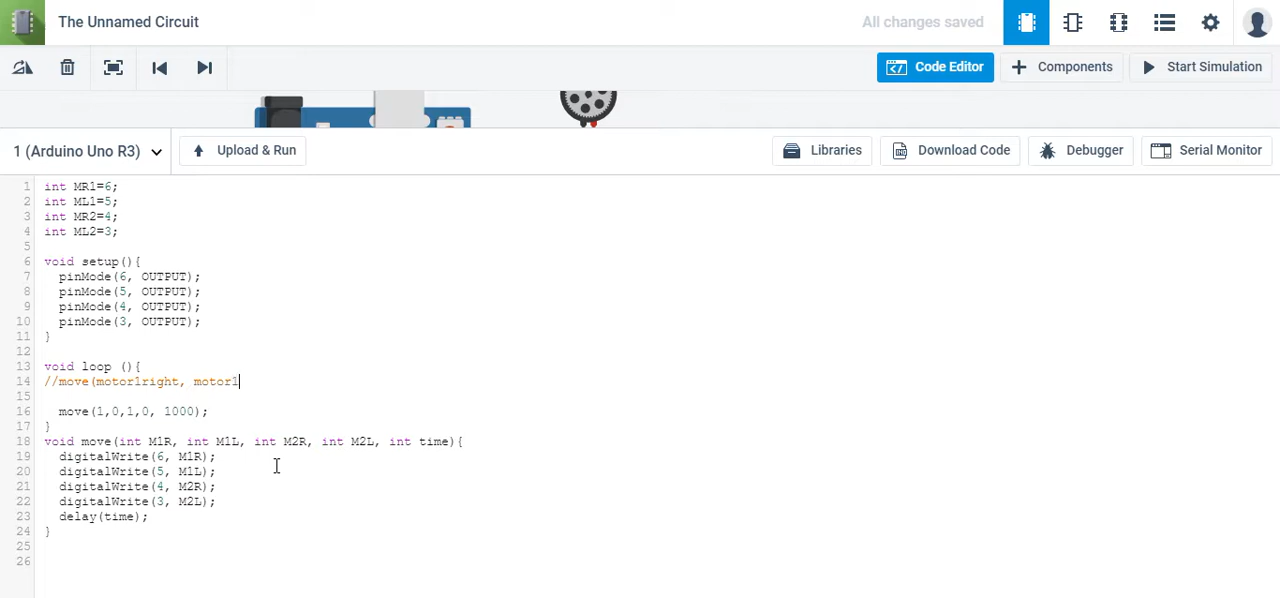 The Unnamed Circuit
All changes saved
Code Editor
Components
Start Simulation
1 (Arduino Uno R3)
Upload & Run
Libraries
Download Code
Debugger
Serial Monitor
1 int MR1=6;
2 int ML1=5;
3 int MR2=4;
4 int ML2=3;
5
6 void setup(){
7 pinMode(6, OUTPUT);
8 pinMode(5, OUTPUT);
9 pinMode(4, OUTPUT);
10 pinMode(3, OUTPUT);
11 }
12
13 void loop (){
14 //move(motor1right, motor1
15
16 move(1,0,1,0, 1000);
17 }
18 void move(int M1R, int M1L, int M2R, int M2L, int time){
19 digitalWrite(6, M1R);
20 digitalWrite(5, M1L);
21 digitalWrite(4, M2R);
22 digitalWrite(3, M2L);
23 delay(time);
24 }
25
26